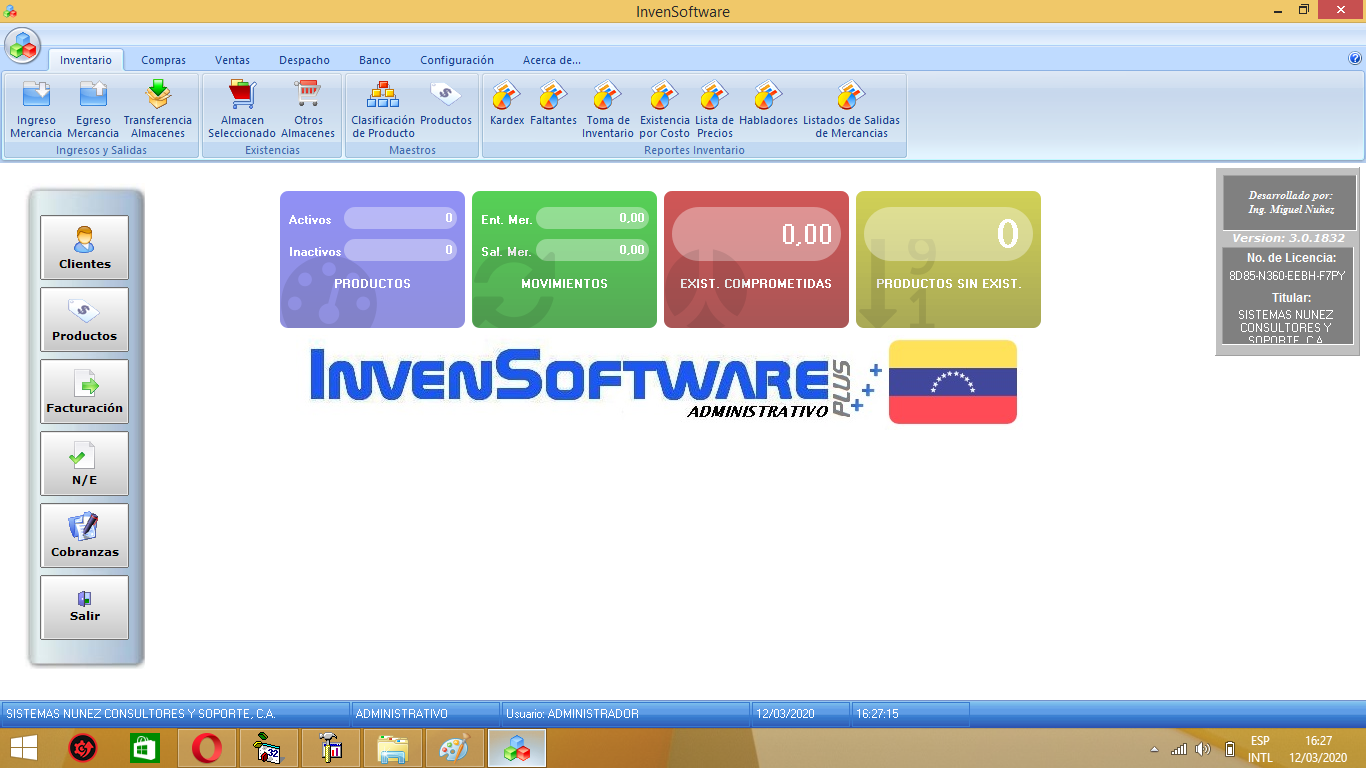 InvenSoftware
Inventario
Compras
Ventas
Despacho
Banco
Configuración
Acerca de...
Ingreso
Mercancia
Egreso
Mercancia
Transferencia
Almacenes
Ingresos y Salidas
Almacen
Seleccionado
Otros
Almacenes
Existencias
Clasificación
de Producto
Productos
Maestros
Kardex
Faltantes
Toma de
Inventario
Existencia
por Costo
Lista de
Precios
Habladores
Listados de Salidas
de Mercancias
Reportes Inventario
Clientes
Productos
Facturación
N/E
Cobranzas
Salir
Activos 0
Inactivos 0
PRODUCTOS
Ent. Mer. 0,00
Sal. Mer. 0,00
MOVIMIENTOS
0,00
EXIST. COMPROMETIDAS
0
9
1
PRODUCTOS SIN EXIST.
INVENSOFTWARE
PLUS
ADMINISTRATIVO
Desarrollado por:
Ing. Miguel Nuñez
Version: 3.0.1832
No. de Licencia:
8D85-N360-EEBH-F7PY
Titular:
SISTEMAS NUNEZ
CONSULTORES Y
SOPORTE, C.A.
SISTEMAS NUNEZ CONSULTORES Y SOPORTE, C.A.
ADMINISTRATIVO
Usuario: ADMINISTRADOR
12/03/2020
16:27:15
32
ESP
INTL
16:27
12/03/2020